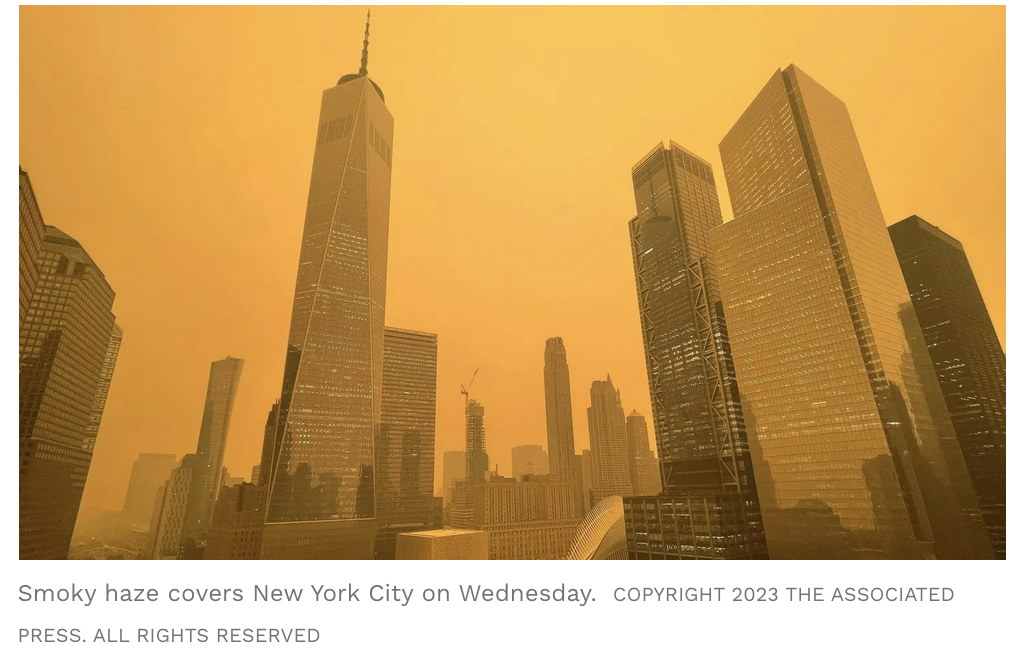 Smoky haze covers New York City on Wednesday. COPYRIGHT 2023 THE ASSOCIATED
PRESS. ALL RIGHTS RESERVED